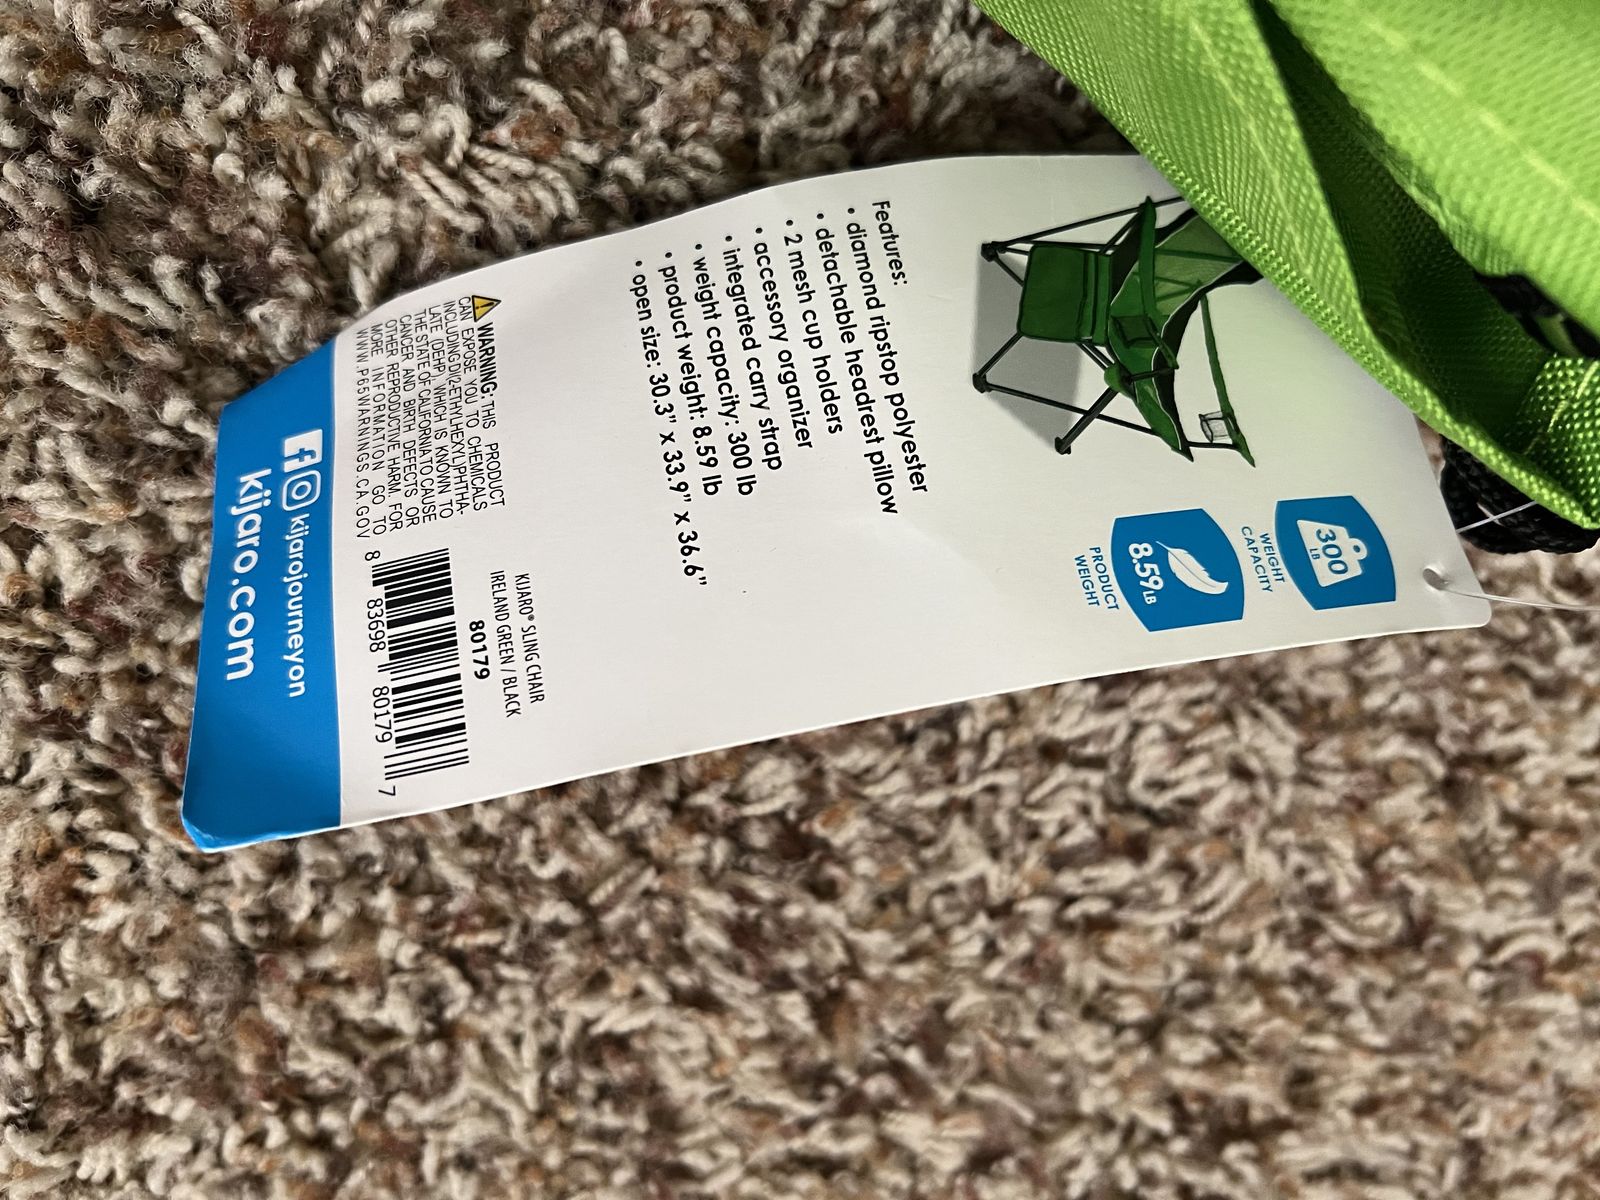 300
LB
WEIGHT
CAPACITY
8.59LB
PRODUCT
WEIGHT
Features:
• diamond ripstop polyester
• detachable headrest pillow
• 2 mesh cup holders
• accessory organizer
• integrated carry strap
• weight capacity: 300 lb
• product weight: 8.59 lb
• open size: 30.3" x 33.9" x 36.6"
WARNING: THIS PRODUCT
CAN EXPOSE YOU TO CHEMICALS
INCLUDING DI(2-ETHYLHEXYL)PHTHA-
LATE (DEHP), WHICH IS KNOWN TO
THE STATE OF CALIFORNIA TO CAUSE
CANCER AND BIRTH DEFECTS OR
OTHER REPRODUCTIVE HARM. FOR
MORE INFORMATION GO TO
WWW.P65WARNINGS.CA.GOV
KIJARO® SLING CHAIR
IRELAND GREEN / BLACK
80179
8 83698 80179 7
kijarojourneyon
kijaro.com